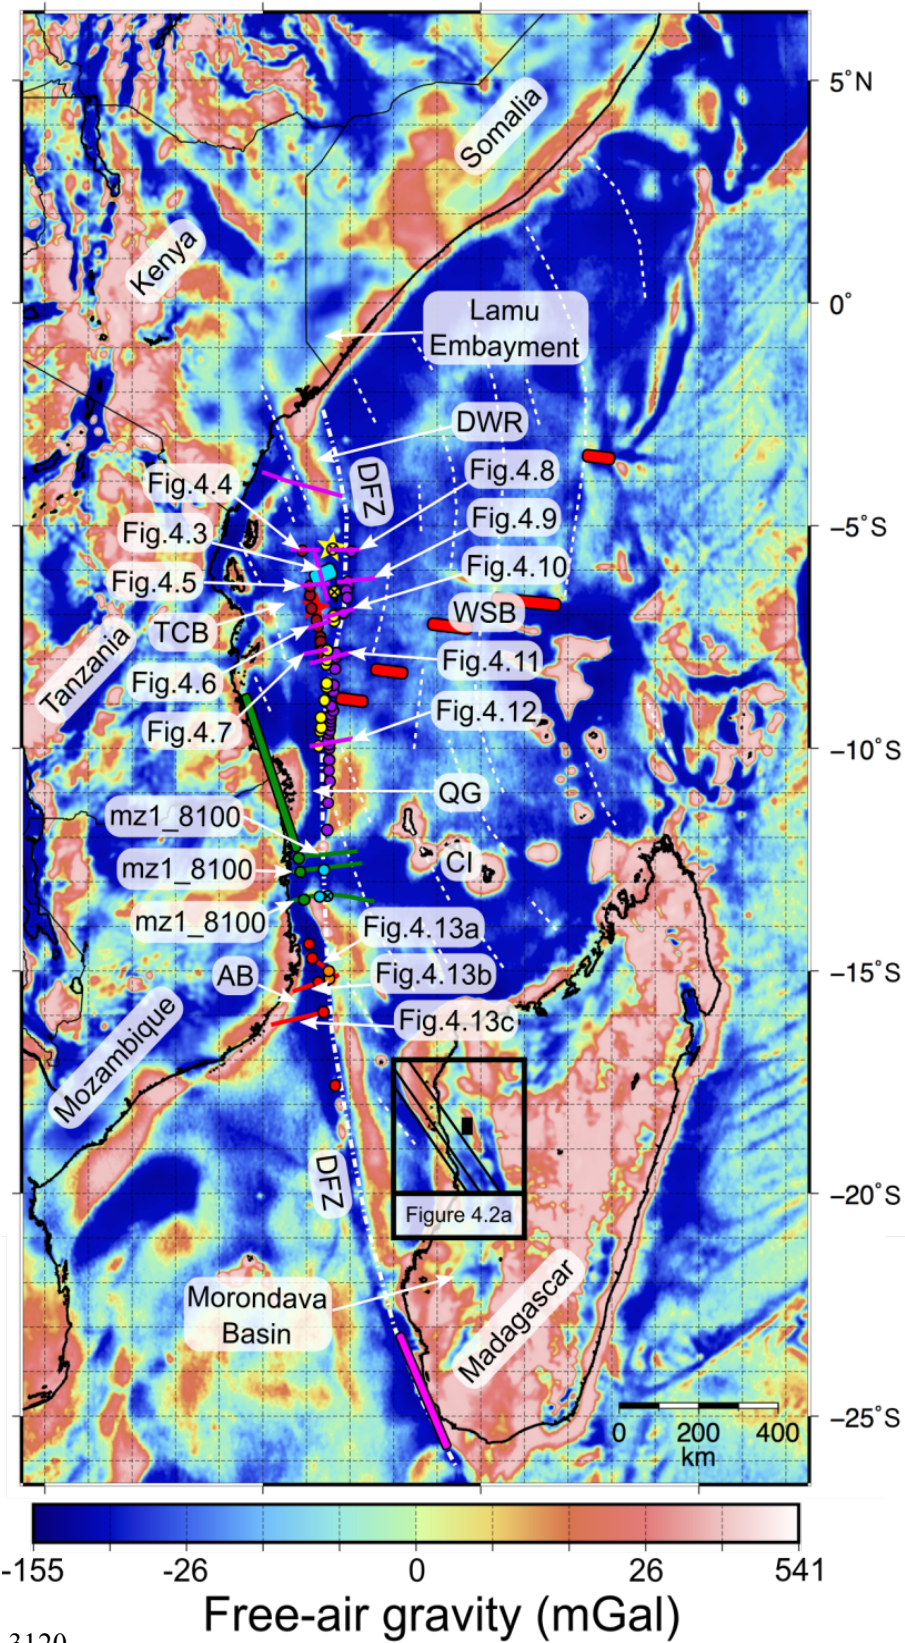 5°N
Somalia
Kenya
0°
Lamu
Embayment
DWR
Fig.4.4
DFZ
Fig.4.8
Fig.4.3
Fig.4.9
–5°S
Fig.4.5
Fig.4.10
TCB
WSB
Tanzania
Fig.4.6
Fig.4.11
Fig.4.7
Fig.4.12
–10°S
QG
mz1_8100
mz1_8100
CI
mz1_8100
Fig.4.13a
AB
Fig.4.13b
–15°S
Fig.4.13c
Mozambique
DFZ
–20°S
Figure 4.2a
Morondava
Basin
Madagascar
–25°S
0 200 400
km
-155 -26 0 26 541
Free-air gravity (mGal)
3120